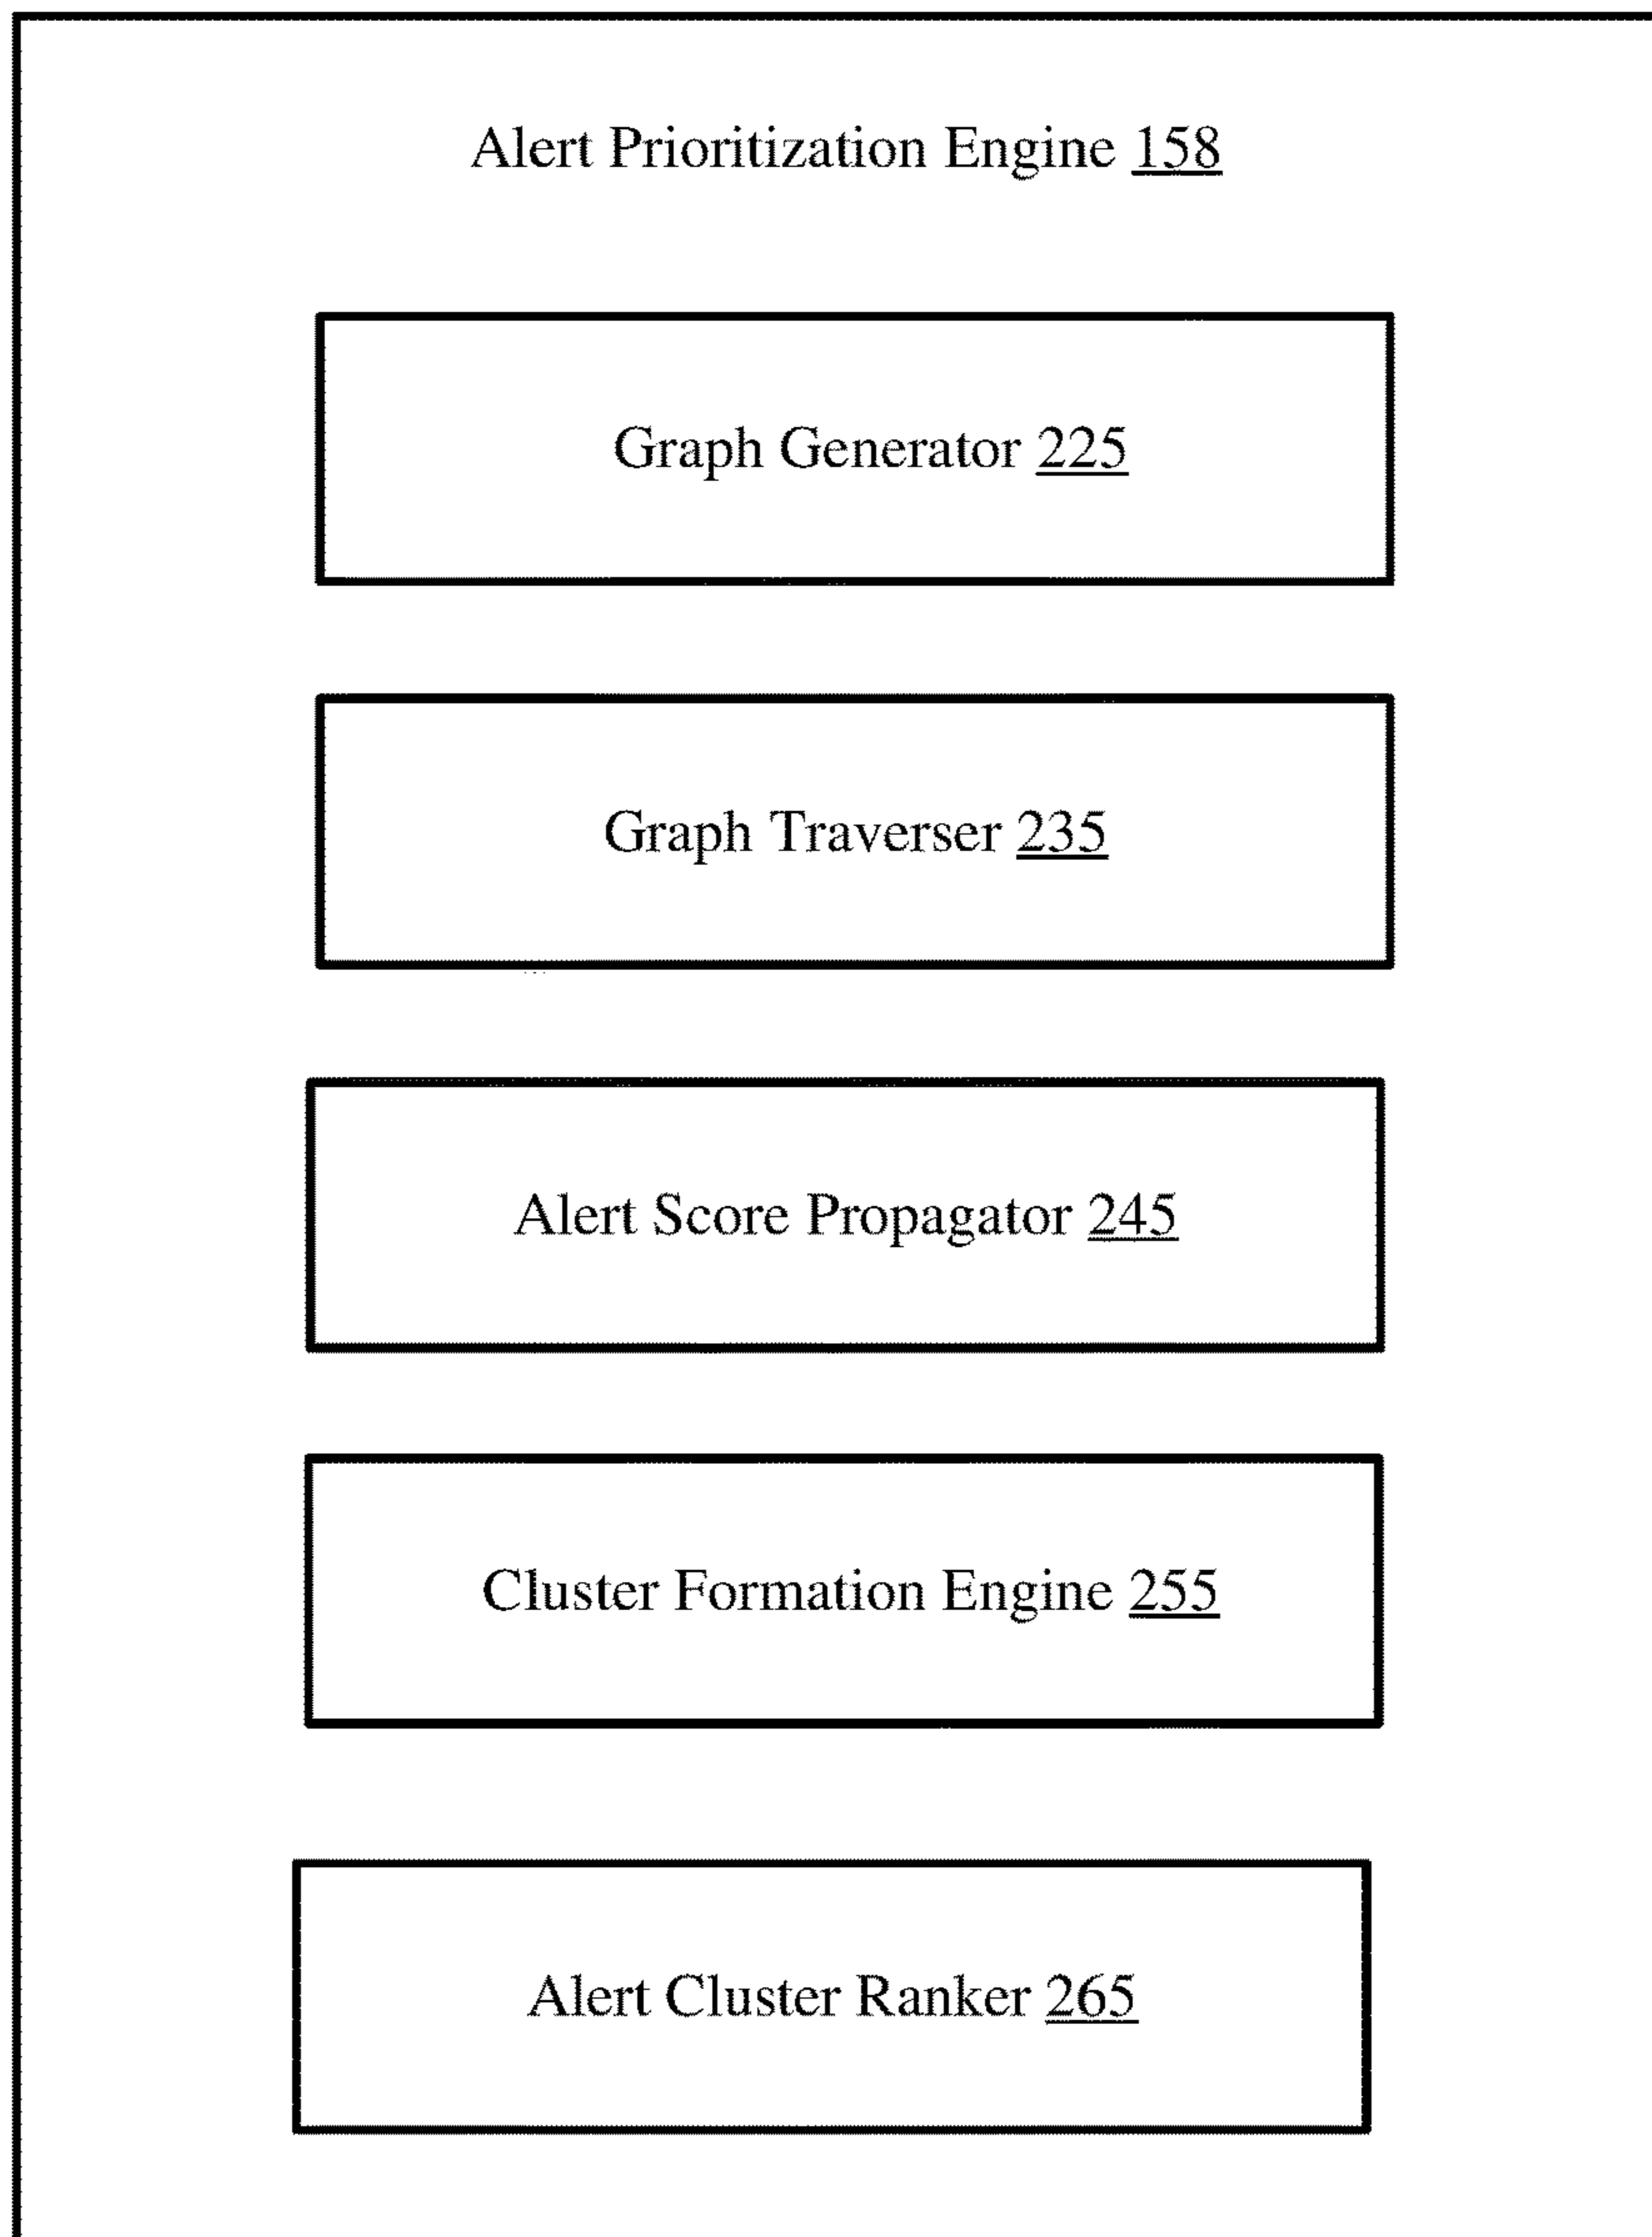 Alert Prioritization Engine 158
Graph Generator 225
Graph Traverser 235
Alert Score Propagator 245
Cluster Formation Engine 255
Alert Cluster Ranker 265